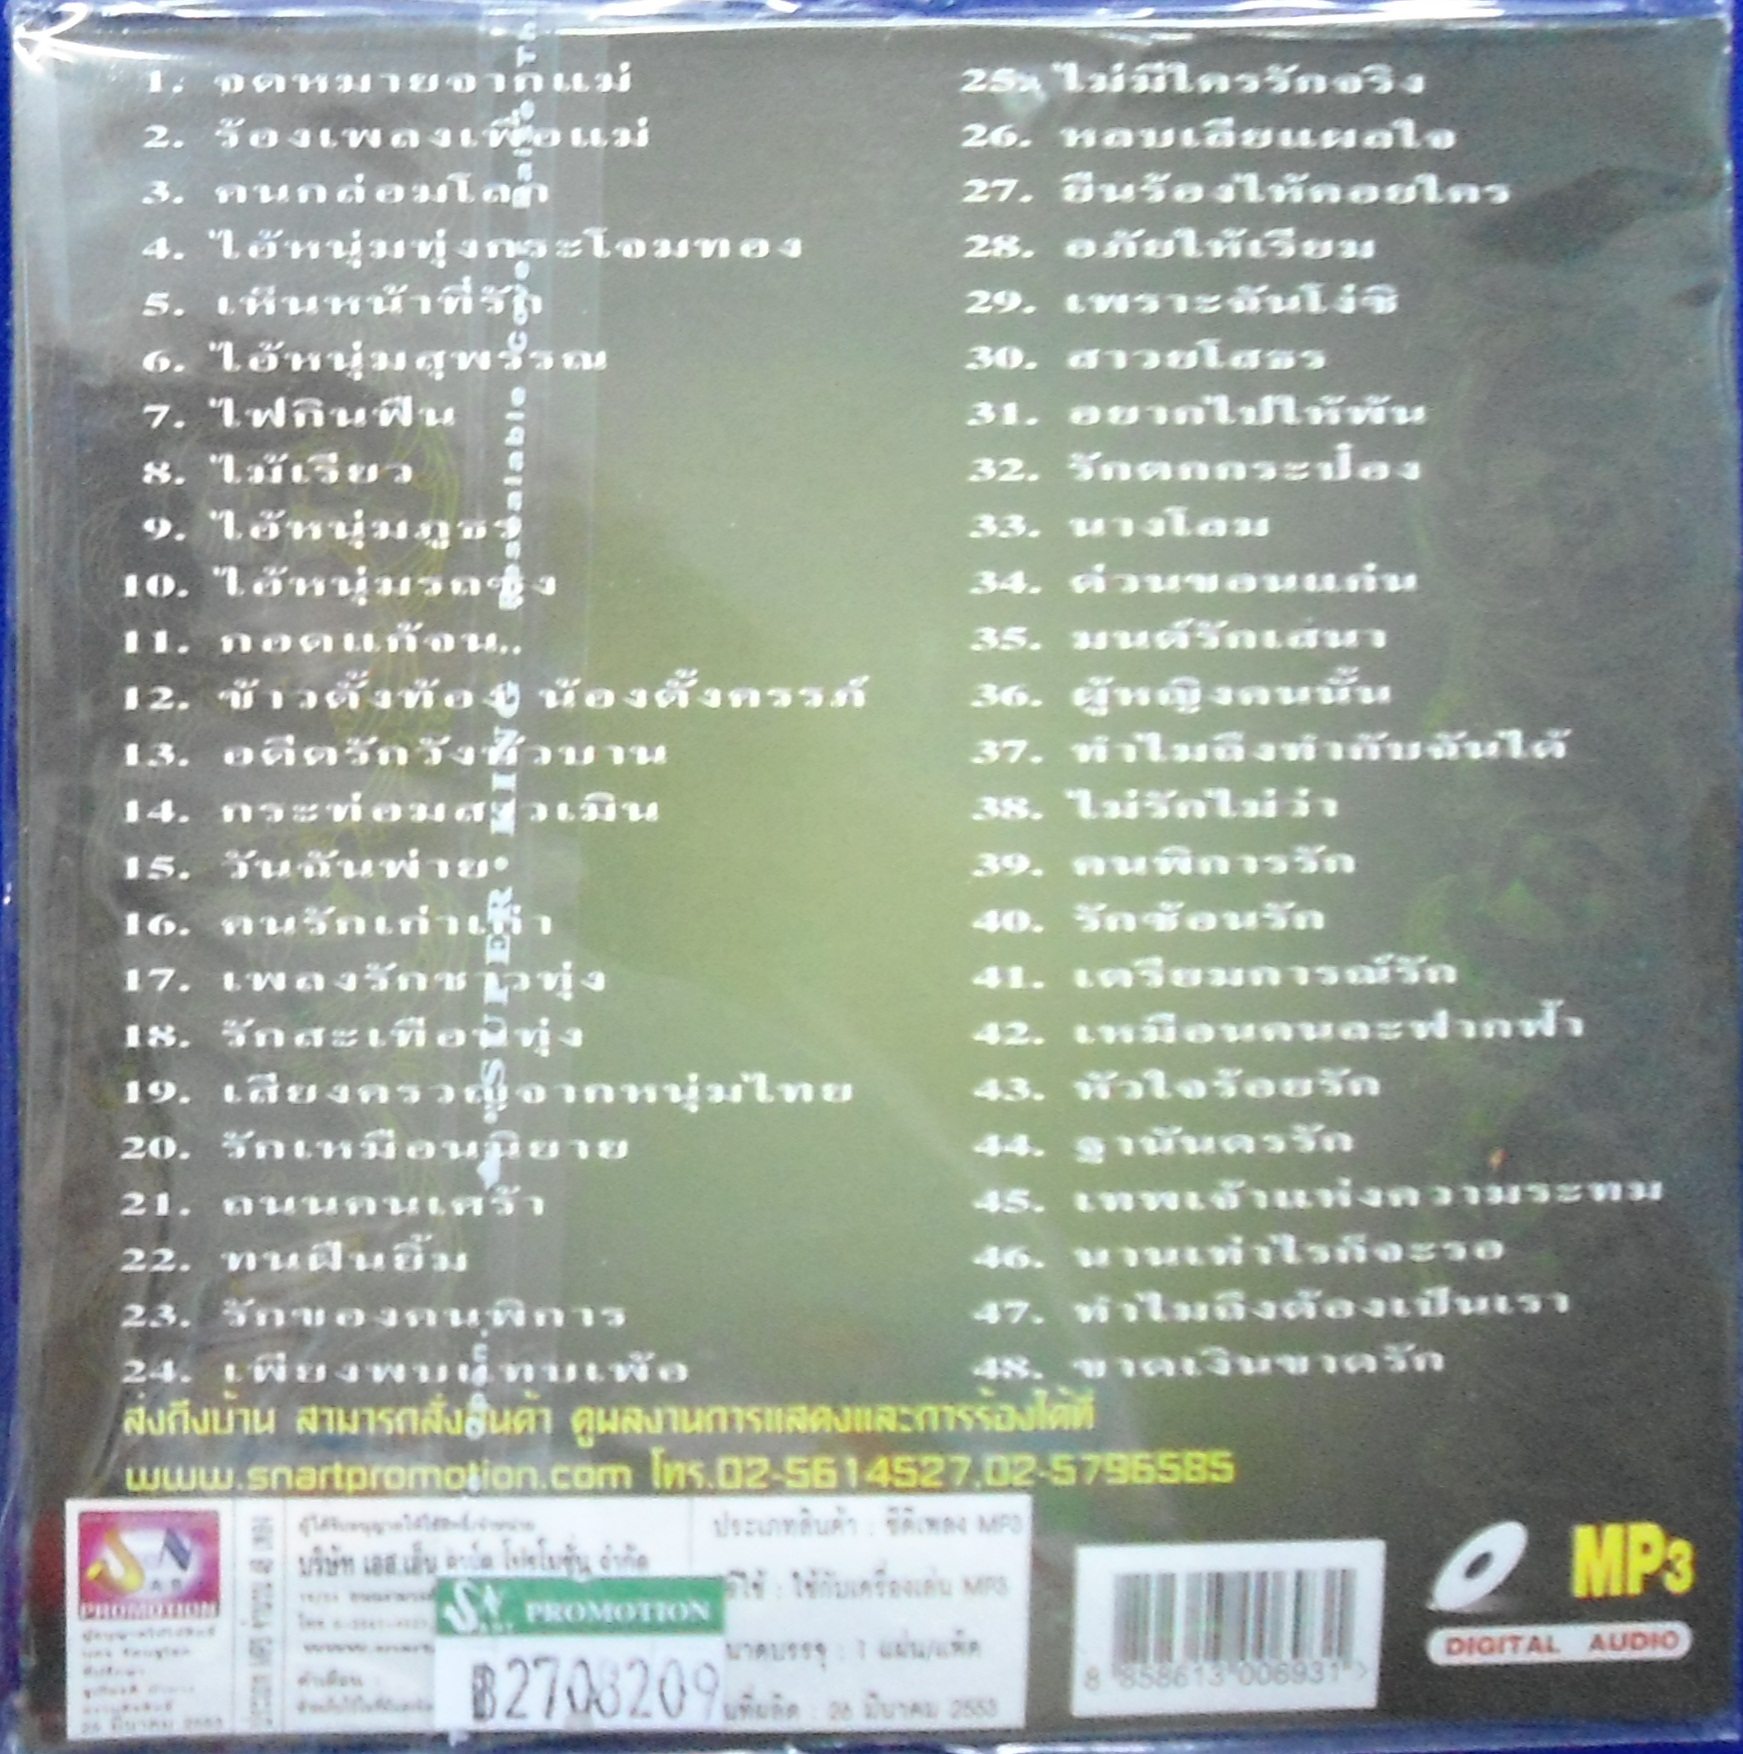 1. จดหมายจากแม่
2. ร้องเพลงเพื่อแม่
3. คนกล่อมโลก
4. ไอ้หนุ่มทุ่งกระโจมทอง
5. เห็นหน้าที่รัก
6. ไอ้หนุ่มสุพรรณ
7. ไฟกินฟืน
8. ไม้เรียว
9. ไอ้หนุ่มภูธร
10. ไอ้หนุ่มรถซุง
11. กอดแก้จน..
12. ข้าวตั้งท้อง น้องตั้งครรภ์
13. อดีตรักวังบัวบาน
14. กระท่อมสาวเมิน
15. วันฉันพ่าย
16. คนรักเก่าเก่า
17. เพลงรักชาวทุ่ง
18. รักสะเทือนทุ่ง
19. เสียงครวญจากหนุ่มไทย
20. รักเหมือนนิยาย
21. ถนนคนเศร้า
22. ทนฝืนยิ้ม
23. รักของคนพิการ
24. เพียงพบแทบเพ้อ
25. ไม่มีใครรักจริง
26. หลบเลียแผลใจ
27. ยืนร้องไห้คอยใคร
28. อภัยให้เรียม
29. เพราะฉันโง่ซิ
30. สาวยโสธร
31. อยากไปให้พ้น
32. รักตกกระป๋อง
33. นางโลม
34. ด่วนขอนแก่น
35. มนต์รักเสนา
36. ผู้หญิงคนนั้น
37. ทำไมถึงทำกับฉันได้
38. ไม่รักไม่ว่า
39. คนพิการรัก
40. รักซ้อนรัก
41. เตรียมการณ์รัก
42. เหมือนคนละฟากฟ้า
43. หัวใจร้อยรัก
44. ฐานันดรรัก
45. เทพเจ้าแห่งความระทม
46. นานเท่าไรก็จะรอ
47. ทำไมถึงต้องเป็นเรา
48. ขาดเงินขาดรัก
ส่งถึงบ้าน สามารถสั่งสินค้า ดูผลงานการแสดงและการร้องได้ที่
www.snartpromotion.com โทร.02-5614527,02-5796585
SUPER KING
PROMOTION
บริษัท เอส.เอ็น อาร์ต โปรโมชั่น จำกัด
คำเตือน :
26 มีนาคม 2553
ประเภทสินค้า : ซีดีเพลง MP3
ใช้กับเครื่องเล่น MP3
บรรจุ : 1 แผ่น/แพ็ค
ผลิต : 26 มีนาคม 2553
PROMOTION
฿2708209
8 858613 006931 >
MP3
DIGITAL AUDIO